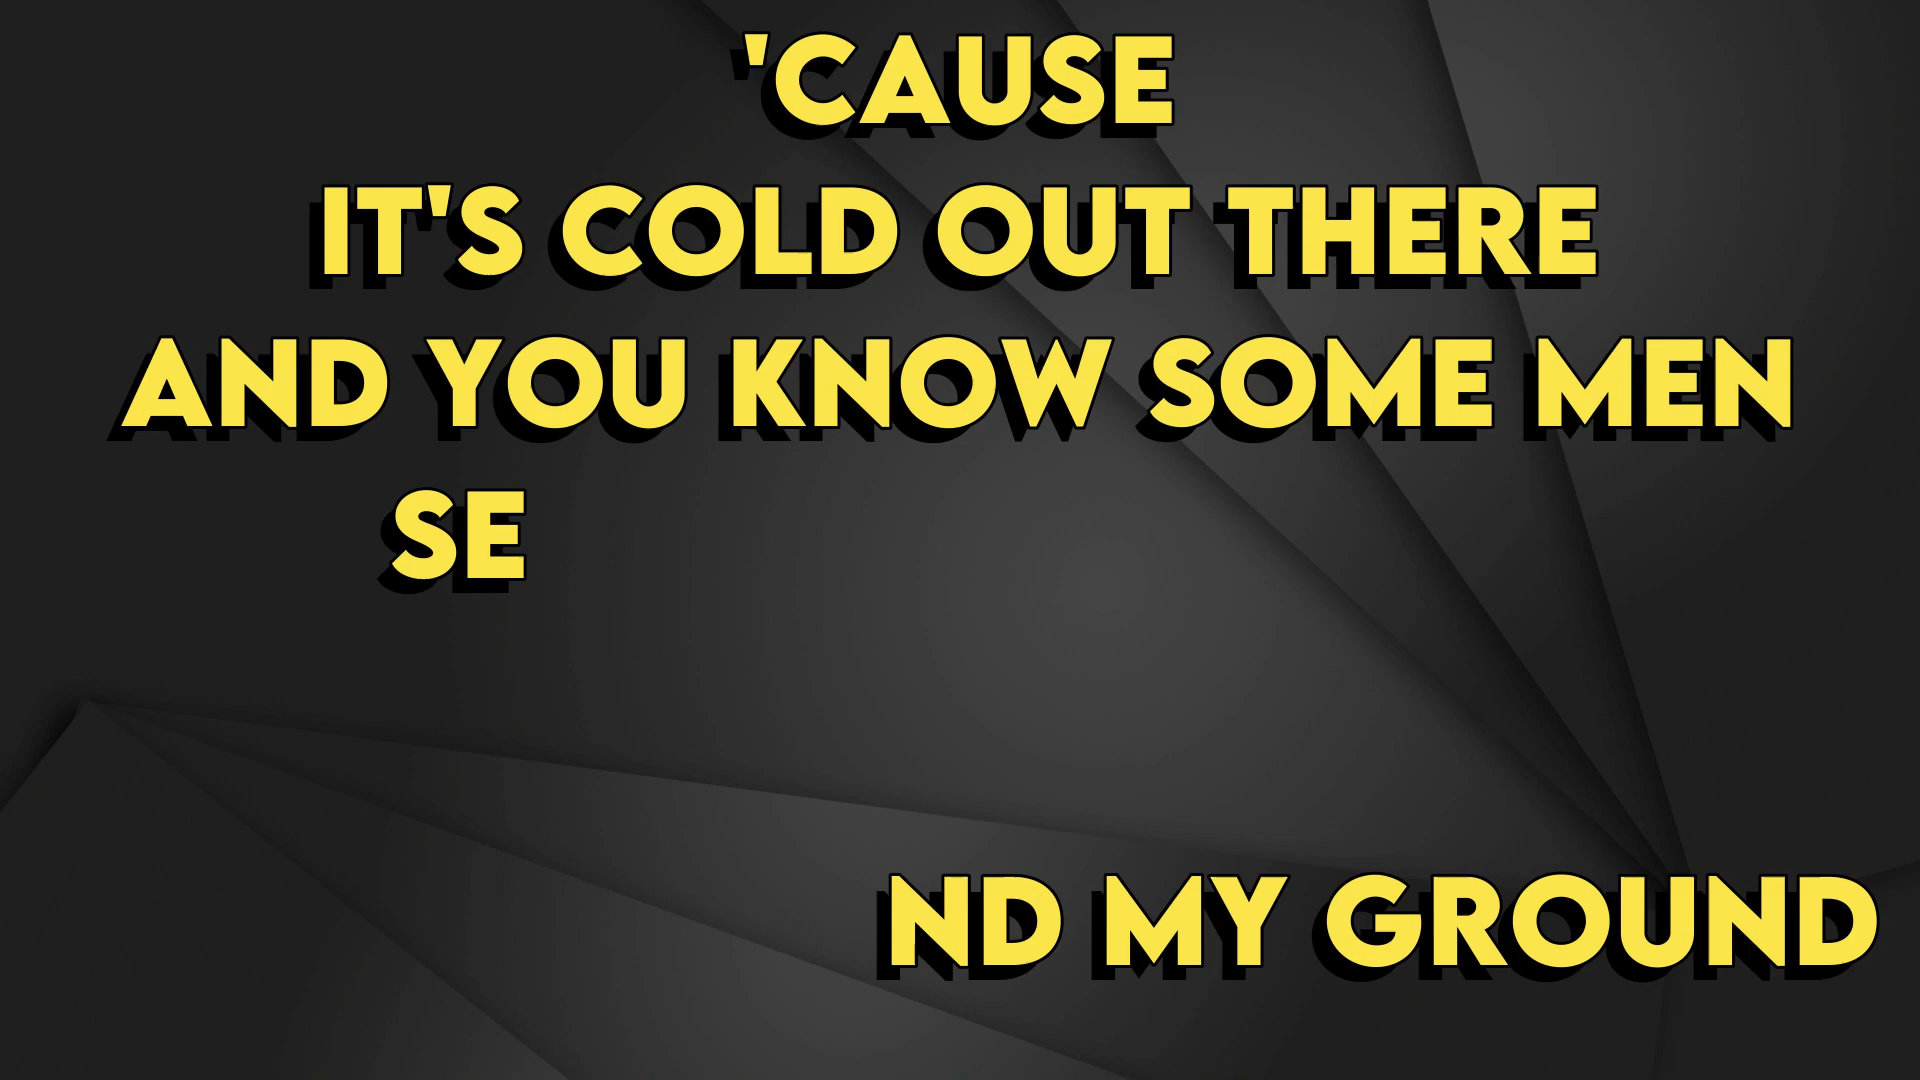 'CAUSE
IT'S COLD OUT THERE
AND YOU KNOW SOME MEN
SE
ND MY GROUND